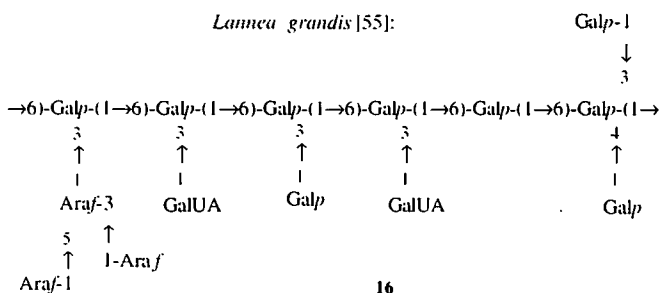 Lannea grandis [55]: Galp-1
↓
3
→6)-Galp-(1→6)-Galp-(1→6)-Galp-(1→6)-Galp-(1→6)-Galp-(1→6)-Galp-(1→
3 3 3 3 4
↑ ↑ ↑ ↑ ↑
1 1 1 1 1
Araf-3 GalUA Galp GalUA Galp
5 ↑
↑ 1-Araf
Araf-1 16